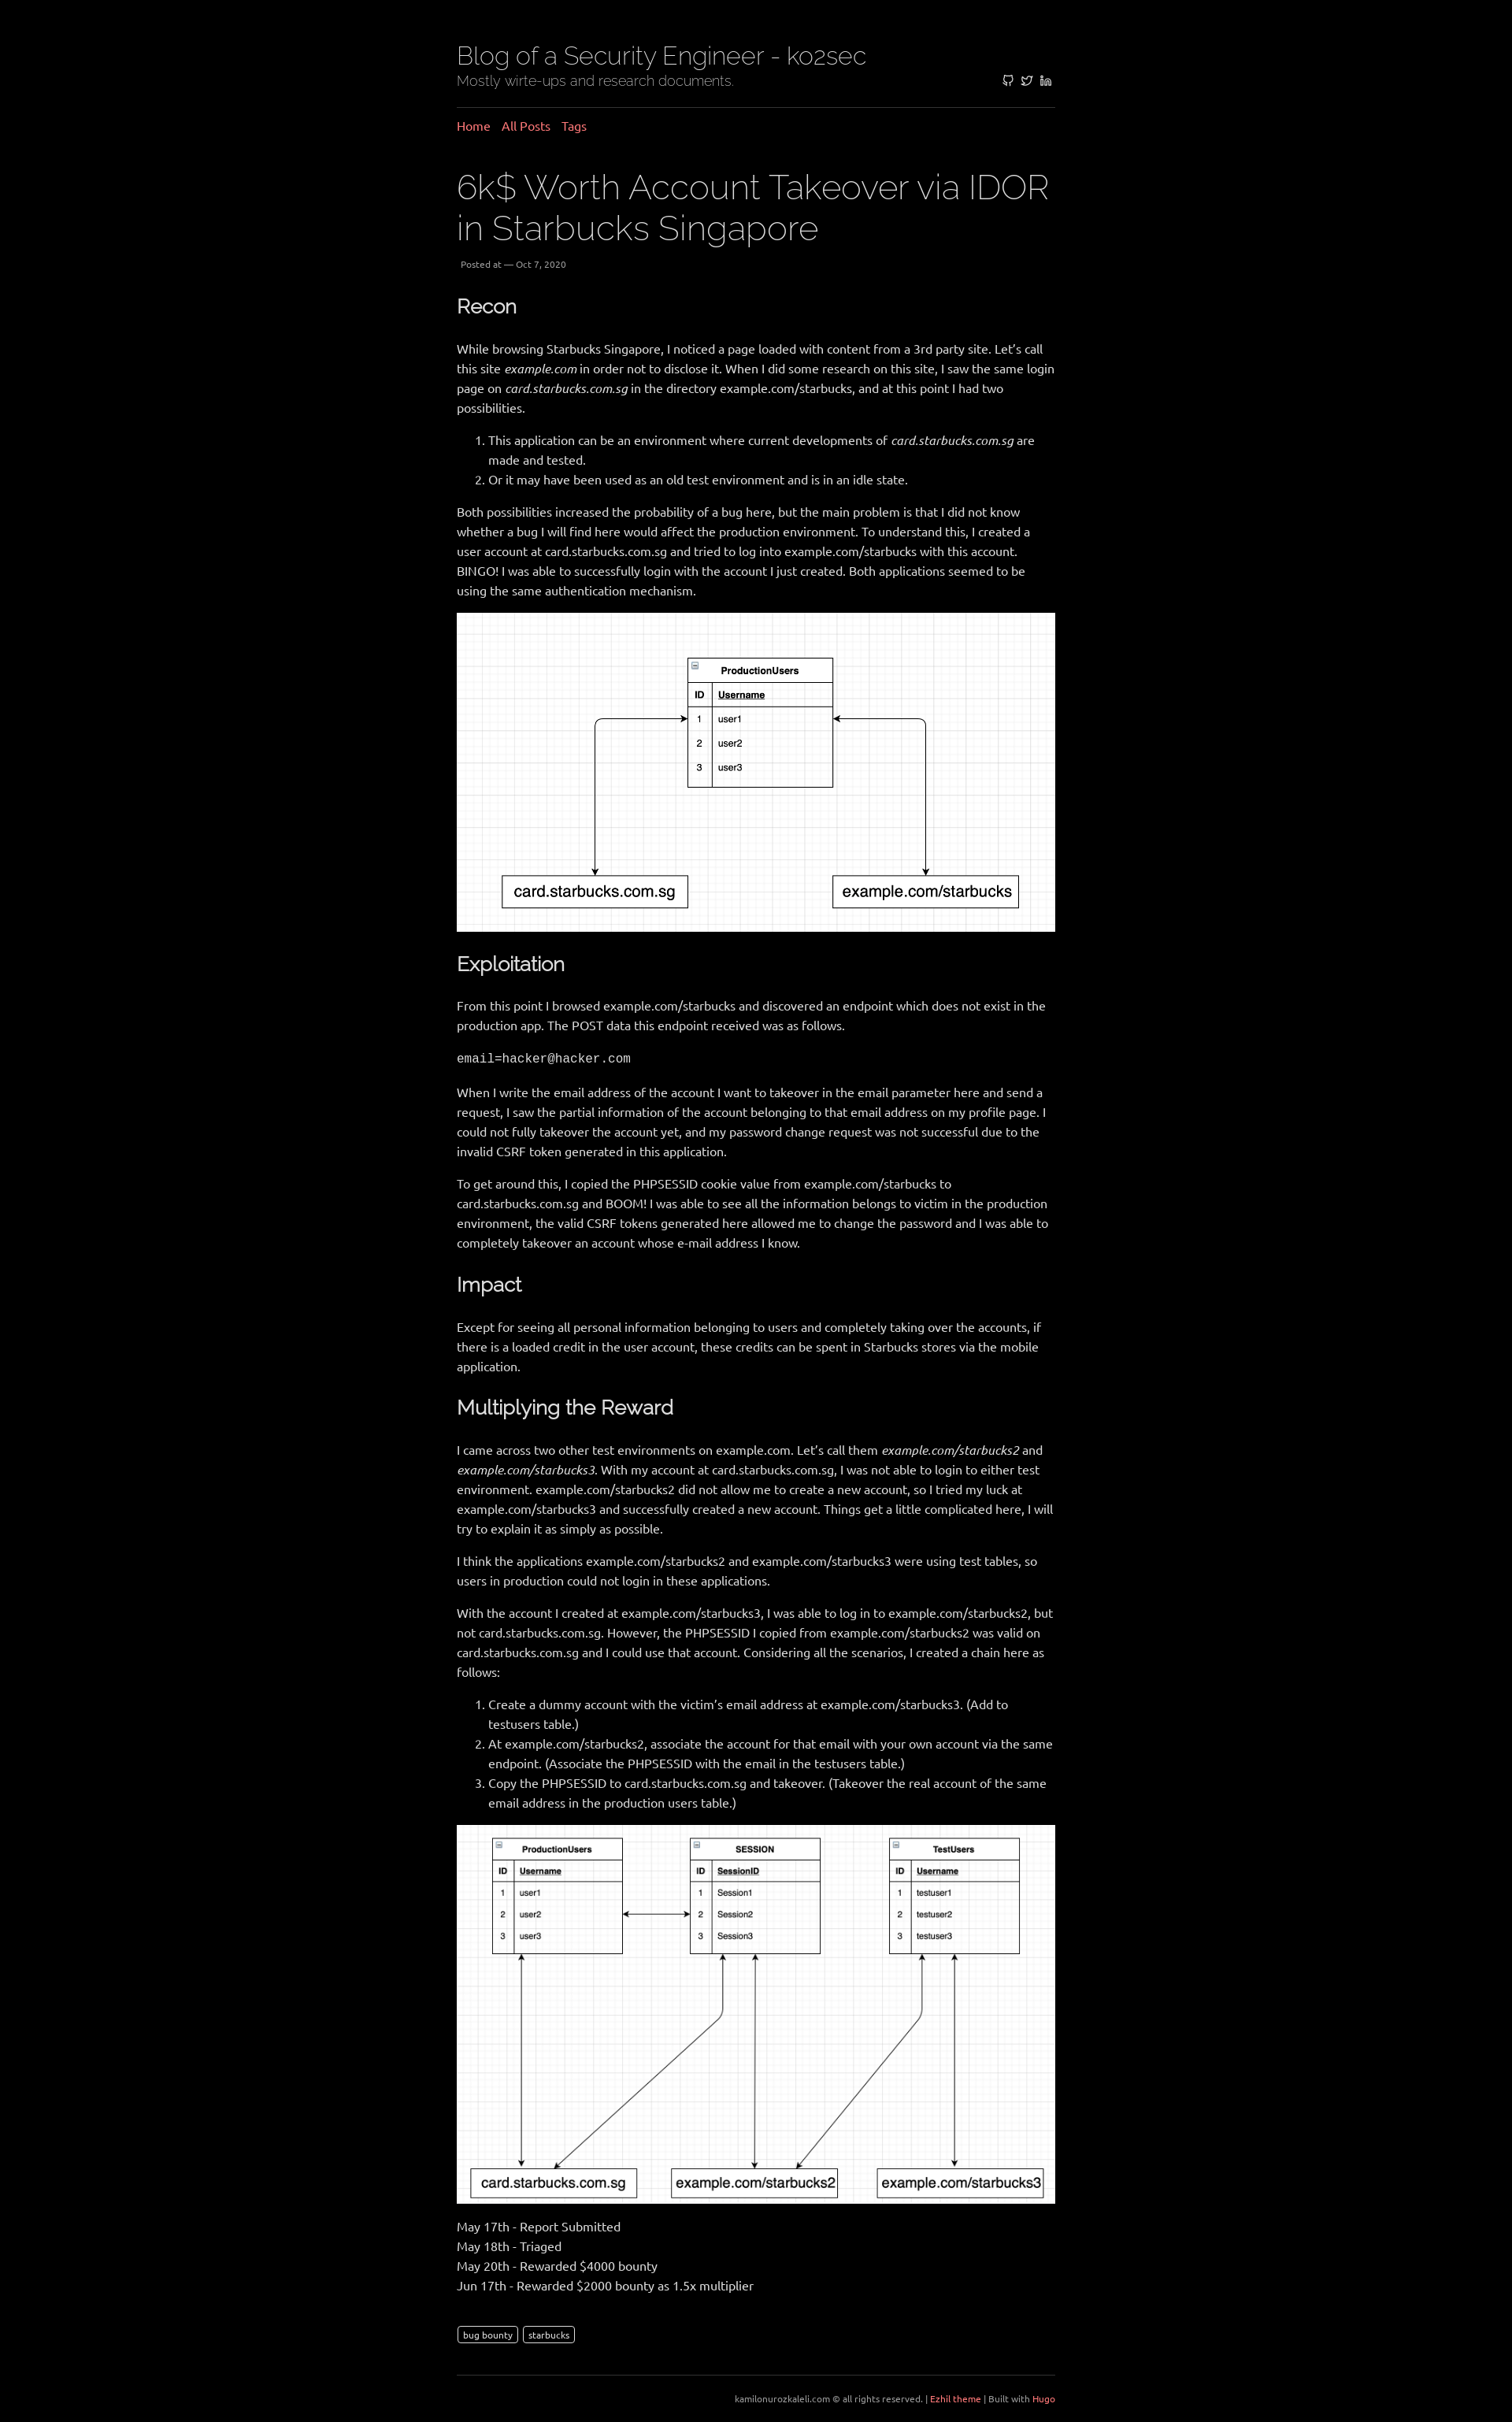 Blog of a Security Engineer - ko2sec
Mostly wirte-ups and research documents.
Home All Posts Tags
6k$ Worth Account Takeover via IDOR
in Starbucks Singapore
Posted at — Oct 7, 2020
Recon
While browsing Starbucks Singapore, I noticed a page loaded with content from a 3rd party site. Let’s call
this site example.com in order not to disclose it. When I did some research on this site, I saw the same login
page on card.starbucks.com.sg in the directory example.com/starbucks, and at this point I had two
possibilities.
1. This application can be an environment where current developments of card.starbucks.com.sg are
made and tested.
2. Or it may have been used as an old test environment and is in an idle state.
Both possibilities increased the probability of a bug here, but the main problem is that I did not know
whether a bug I will find here would affect the production environment. To understand this, I created a
user account at card.starbucks.com.sg and tried to log into example.com/starbucks with this account.
BINGO! I was able to successfully login with the account I just created. Both applications seemed to be
using the same authentication mechanism.
ProductionUsers
ID Username
1 user1
2 user2
3 user3
card.starbucks.com.sg example.com/starbucks
Exploitation
From this point I browsed example.com/starbucks and discovered an endpoint which does not exist in the
production app. The POST data this endpoint received was as follows.
email=hacker@hacker.com
When I write the email address of the account I want to takeover in the email parameter here and send a
request, I saw the partial information of the account belonging to that email address on my profile page. I
could not fully takeover the account yet, and my password change request was not successful due to the
invalid CSRF token generated in this application.
To get around this, I copied the PHPSESSID cookie value from example.com/starbucks to
card.starbucks.com.sg and BOOM! I was able to see all the information belongs to victim in the production
environment, the valid CSRF tokens generated here allowed me to change the password and I was able to
completely takeover an account whose e-mail address I know.
Impact
Except for seeing all personal information belonging to users and completely taking over the accounts, if
there is a loaded credit in the user account, these credits can be spent in Starbucks stores via the mobile
application.
Multiplying the Reward
I came across two other test environments on example.com. Let’s call them example.com/starbucks2 and
example.com/starbucks3. With my account at card.starbucks.com.sg, I was not able to login to either test
environment. example.com/starbucks2 did not allow me to create a new account, so I tried my luck at
example.com/starbucks3 and successfully created a new account. Things get a little complicated here, I will
try to explain it as simply as possible.
I think the applications example.com/starbucks2 and example.com/starbucks3 were using test tables, so
users in production could not login in these applications.
With the account I created at example.com/starbucks3, I was able to log in to example.com/starbucks2, but
not card.starbucks.com.sg. However, the PHPSESSID I copied from example.com/starbucks2 was valid on
card.starbucks.com.sg and I could use that account. Considering all the scenarios, I created a chain here as
follows:
1. Create a dummy account with the victim’s email address at example.com/starbucks3. (Add to
testusers table.)
2. At example.com/starbucks2, associate the account for that email with your own account via the same
endpoint. (Associate the PHPSESSID with the email in the testusers table.)
3. Copy the PHPSESSID to card.starbucks.com.sg and takeover. (Takeover the real account of the same
email address in the production users table.)
ProductionUsers SESSION TestUsers
ID Username ID SessionID ID Username
1 user1 1 Session1 1 testuser1
2 user2 2 Session2 2 testuser2
3 user3 3 Session3 3 testuser3
card.starbucks.com.sg example.com/starbucks2 example.com/starbucks3
May 17th - Report Submitted
May 18th - Triaged
May 20th - Rewarded $4000 bounty
Jun 17th - Rewarded $2000 bounty as 1.5x multiplier
bug bounty starbucks
kamilonurozkaleli.com © all rights reserved. | Ezhil theme | Built with Hugo